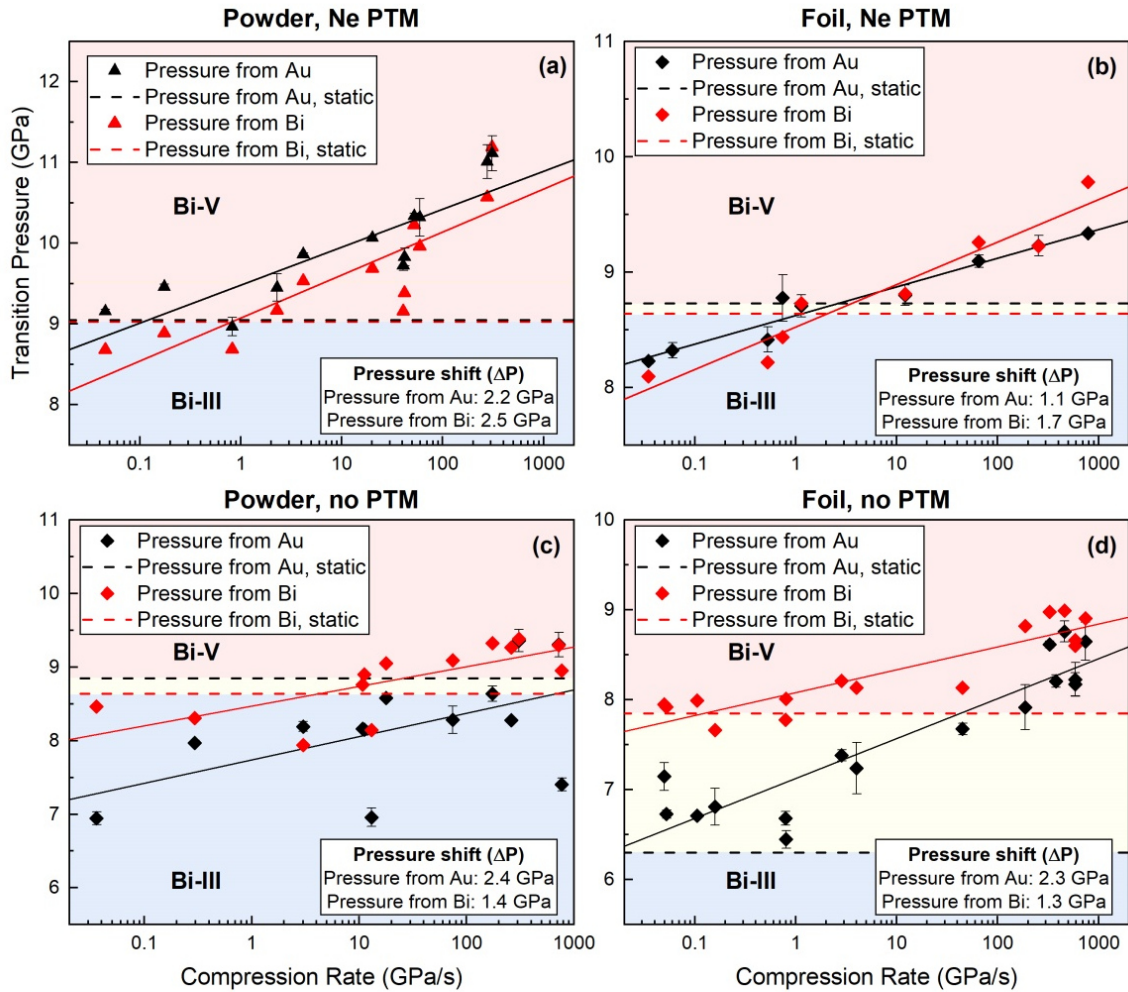 Powder, Ne PTM
(a)
Pressure from Au
Pressure from Au, static
Pressure from Bi
Pressure from Bi, static
Bi-V
Bi-III
Pressure shift (ΔP)
Pressure from Au: 2.2 GPa
Pressure from Bi: 2.5 GPa
12
11
10
9
8
7
6
0.1
1
10
100
1000
Foil, Ne PTM
(b)
Pressure from Au
Pressure from Au, static
Pressure from Bi
Pressure from Bi, static
Bi-V
Bi-III
Pressure shift (ΔP)
Pressure from Au: 1.1 GPa
Pressure from Bi: 1.7 GPa
11
10
9
8
0.1
1
10
100
1000
Transition Pressure (GPa)
Powder, no PTM
(c)
Pressure from Au
Pressure from Au, static
Pressure from Bi
Pressure from Bi, static
Bi-V
Bi-III
Pressure shift (ΔP)
Pressure from Au: 2.4 GPa
Pressure from Bi: 1.4 GPa
11
10
9
8
7
6
0.1
1
10
100
1000
Compression Rate (GPa/s)
Foil, no PTM
(d)
Pressure from Au
Pressure from Au, static
Pressure from Bi
Pressure from Bi, static
Bi-V
Bi-III
Pressure shift (ΔP)
Pressure from Au: 2.3 GPa
Pressure from Bi: 1.3 GPa
10
9
8
7
6
0.1
1
10
100
1000
Compression Rate (GPa/s)